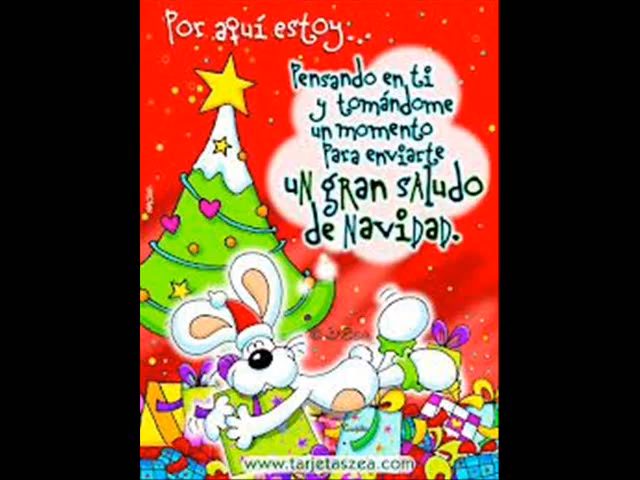 Por aquí estoy...
Pensando en ti
y tomándome
un momento
Para enviarte
uN gRan SAludo
de NaviDAD.
www.tarjetaszea.com